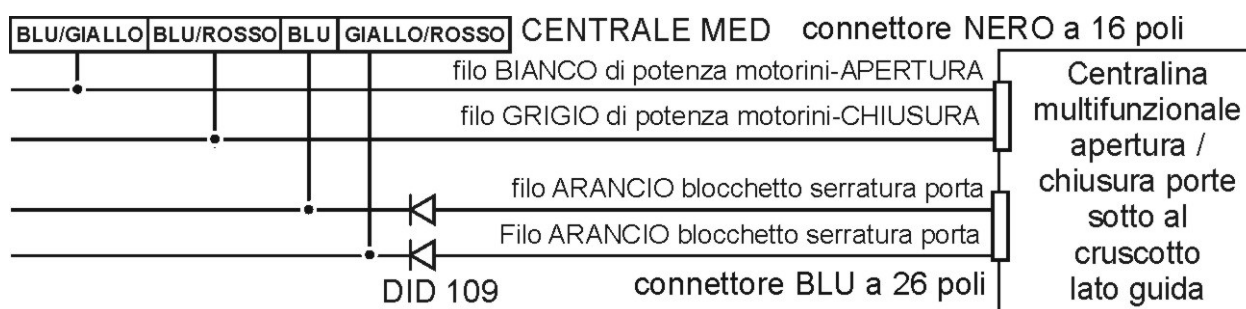 BLU/GIALLO BLU/ROSSO BLU GIALLO/ROSSO CENTRALE MED connettore NERO a 16 poli
filo BIANCO di potenza motorini-APERTURA
filo GRIGIO di potenza motorini-CHIUSURA
filo ARANCIO blocchetto serratura porta
Filo ARANCIO blocchetto serratura porta
DID 109
connettore BLU a 26 poli
Centralina
multifunzionale
apertura /
chiusura porte
sotto al
cruscotto
lato guida